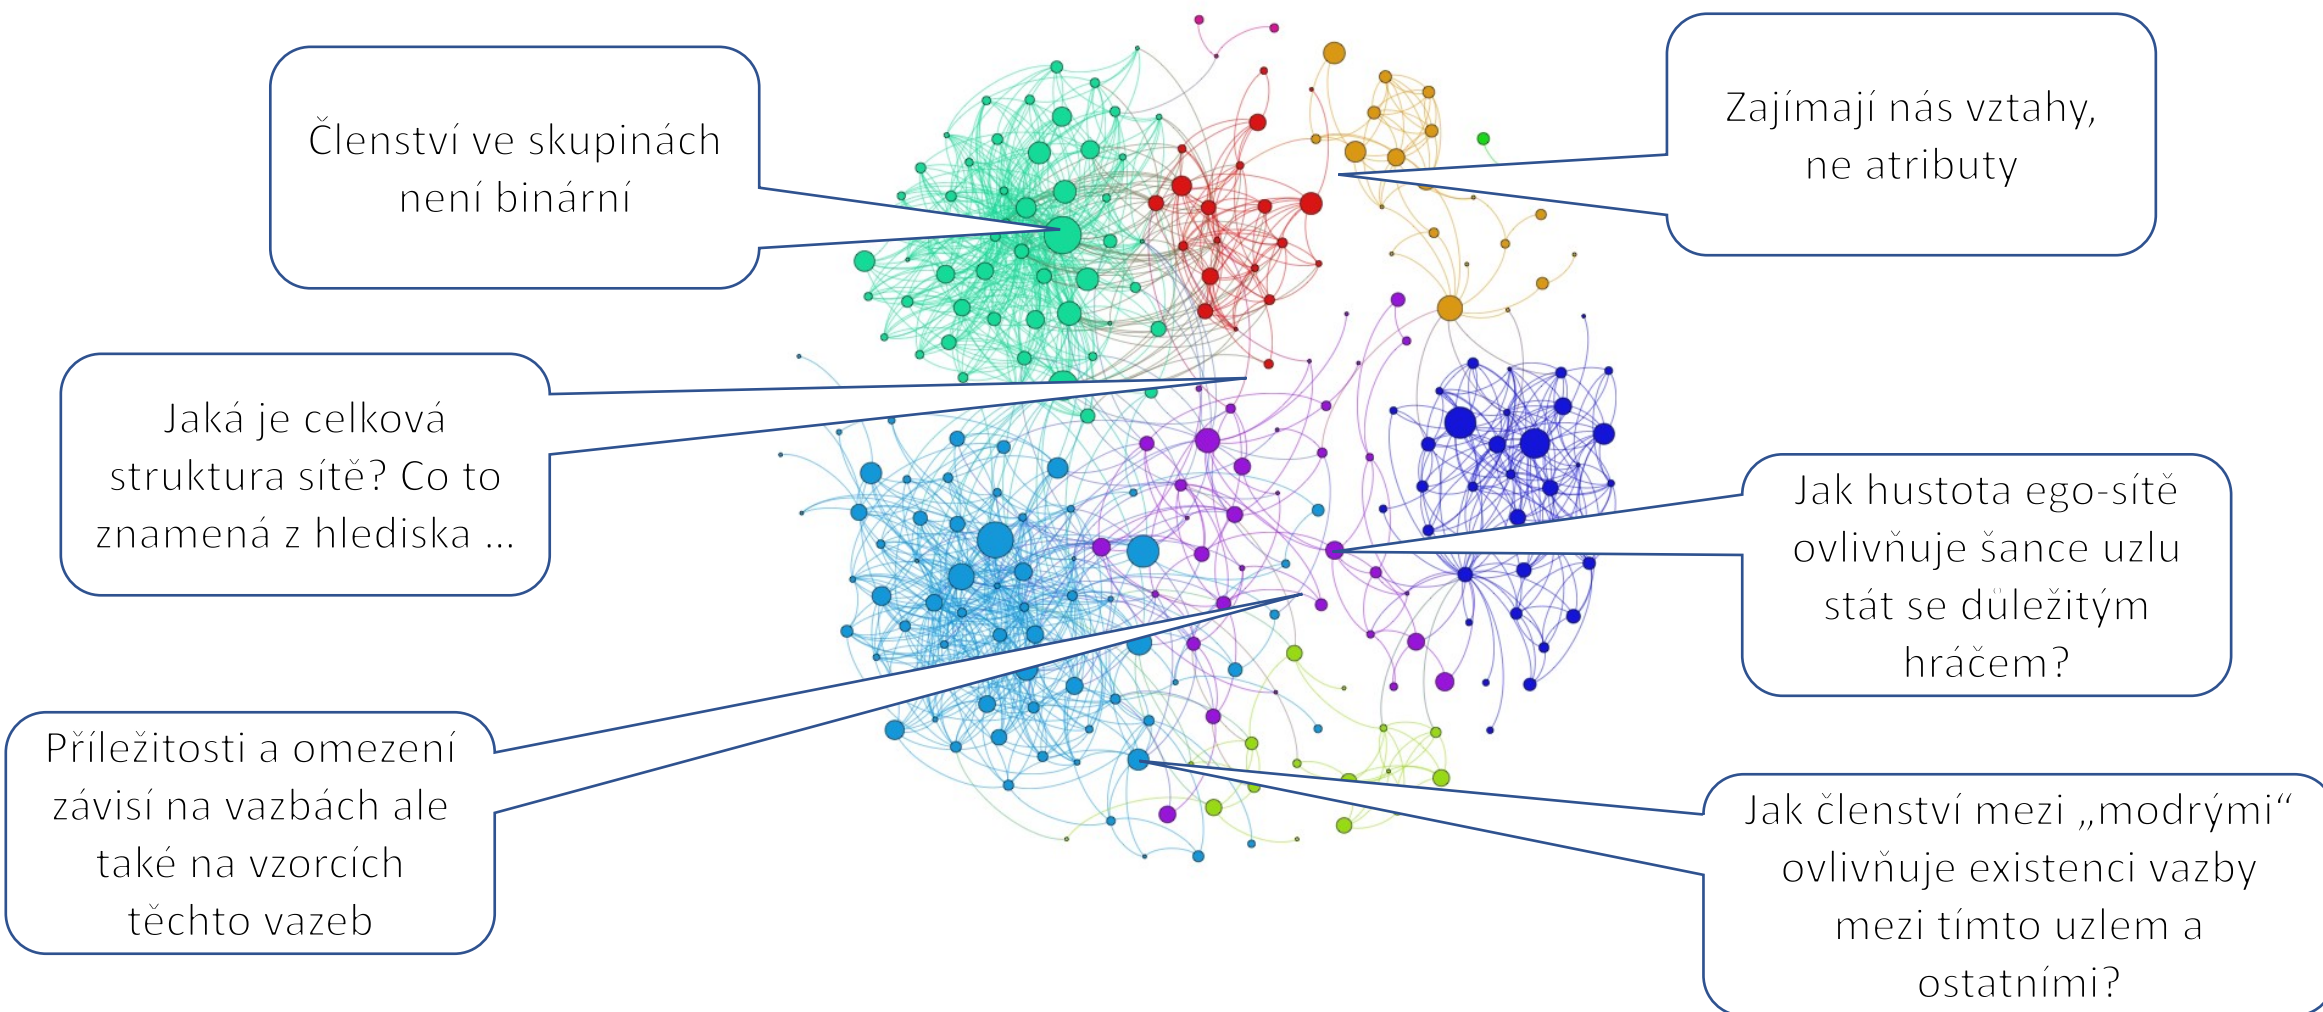 Členství ve skupinách
není binární
Zajímají nás vztahy,
ne atributy
Jaká je celková
struktura sítě? Co to
znamená z hlediska ...
Jak hustota ego-sítě
ovlivňuje šance uzlu
stát se důležitým
hráčem?
Příležitosti a omezení
závisí na vazbách ale
také na vzorcích
těchto vazeb
Jak členství mezi „modrými“
ovlivňuje existenci vazby
mezi tímto uzlem a
ostatními?